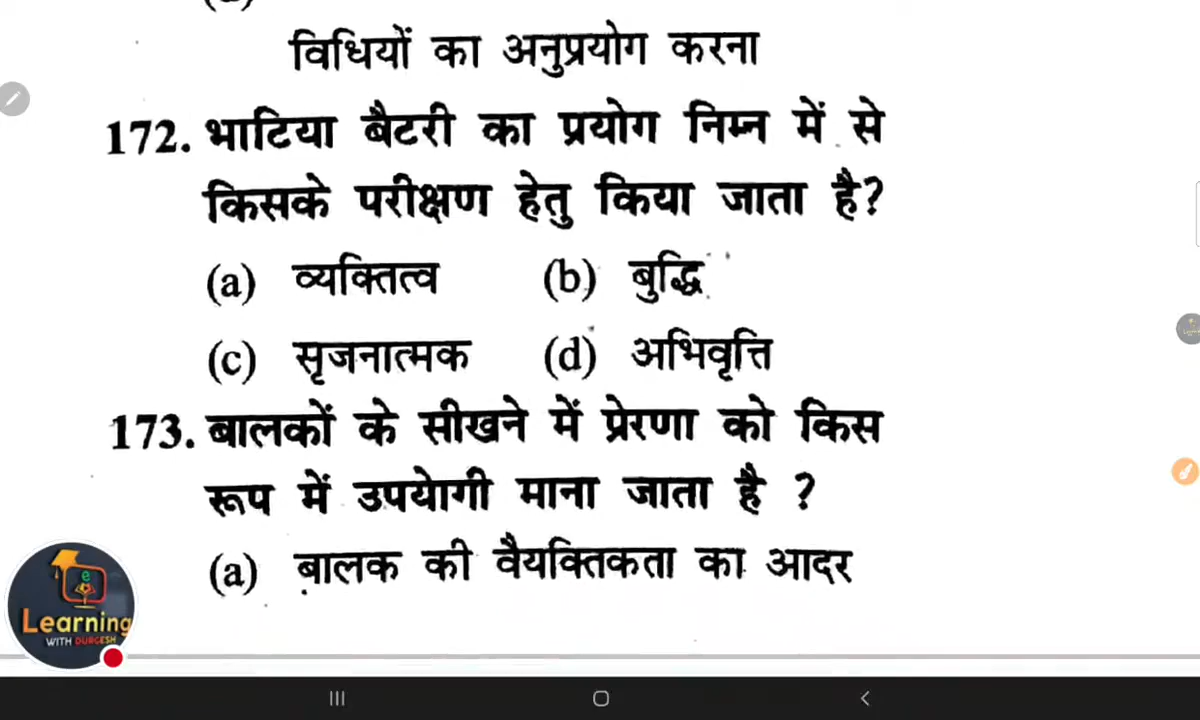 विधियों का अनुप्रयोग करना
172. भाटिया बैटरी का प्रयोग निम्न में से
किसके परीक्षण हेतु किया जाता है?
(a) व्यक्तित्व (b) बुद्धि
(c) सृजनात्मक (d) अभिवृत्ति
173. बालकों के सीखने में प्रेरणा को किस
रूप में उपयेागी माना जाता है ?
(a) बालक की वैयक्तिकता का आदर
e
Learning
WITH DURGESH